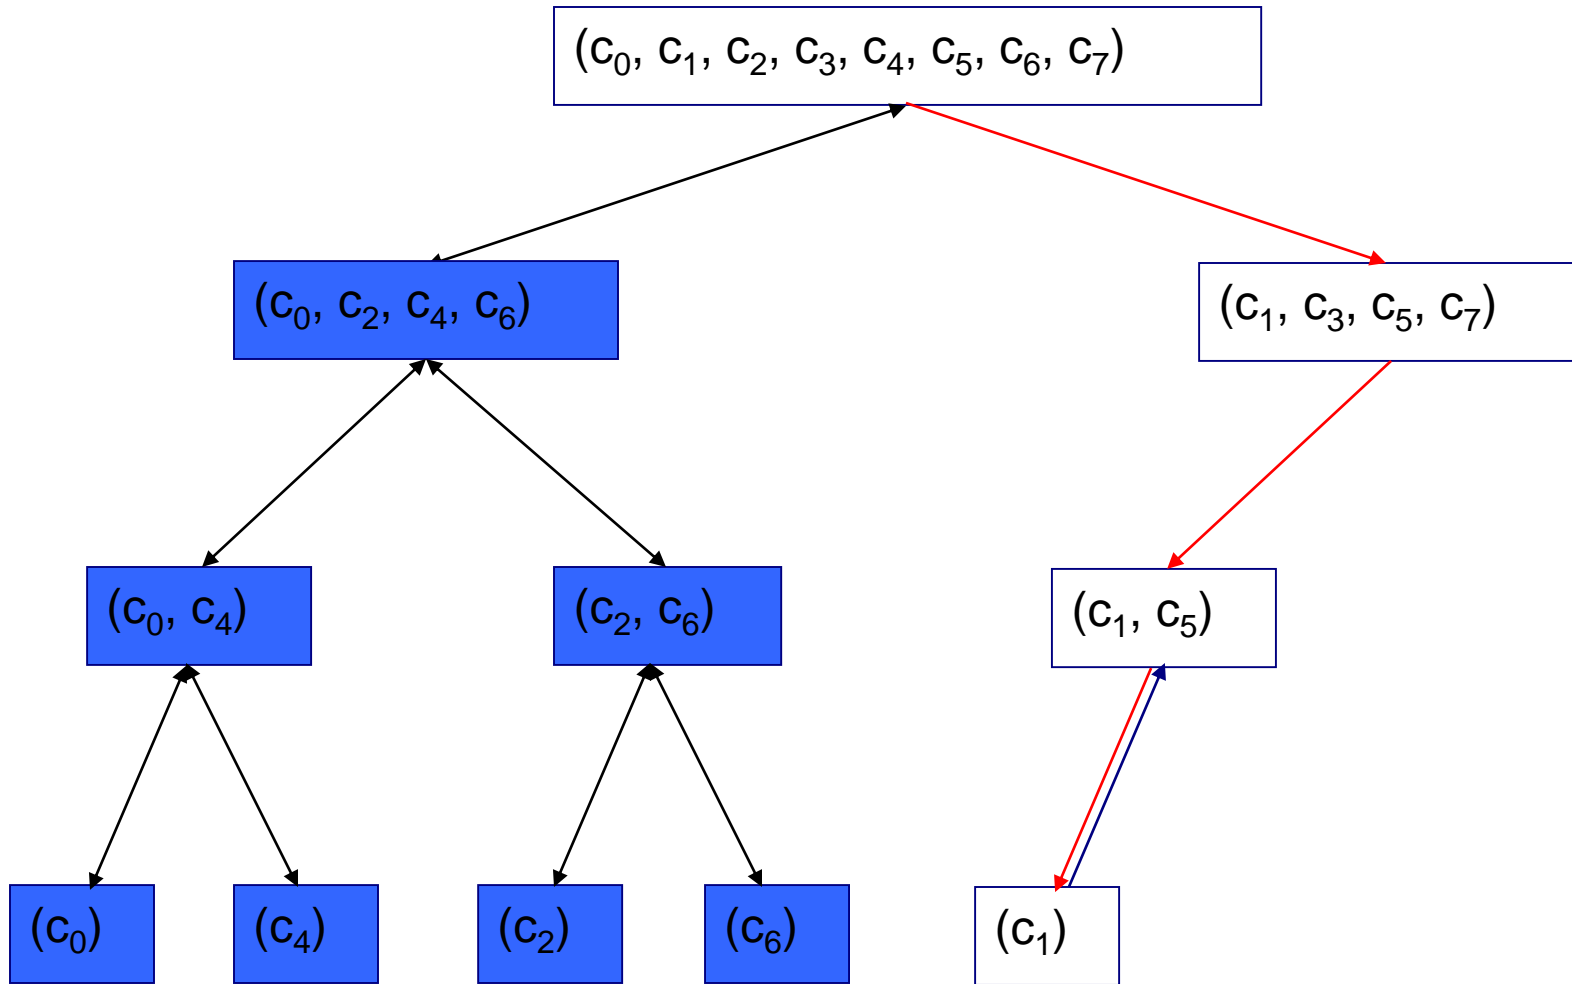 (c₀, c₁, c₂, c₃, c₄, c₅, c₆, c₇)
(c₀, c₂, c₄, c₆)
(c₁, c₃, c₅, c₇)
(c₀, c₄)
(c₂, c₆)
(c₁, c₅)
(c₀)
(c₄)
(c₂)
(c₆)
(c₁)